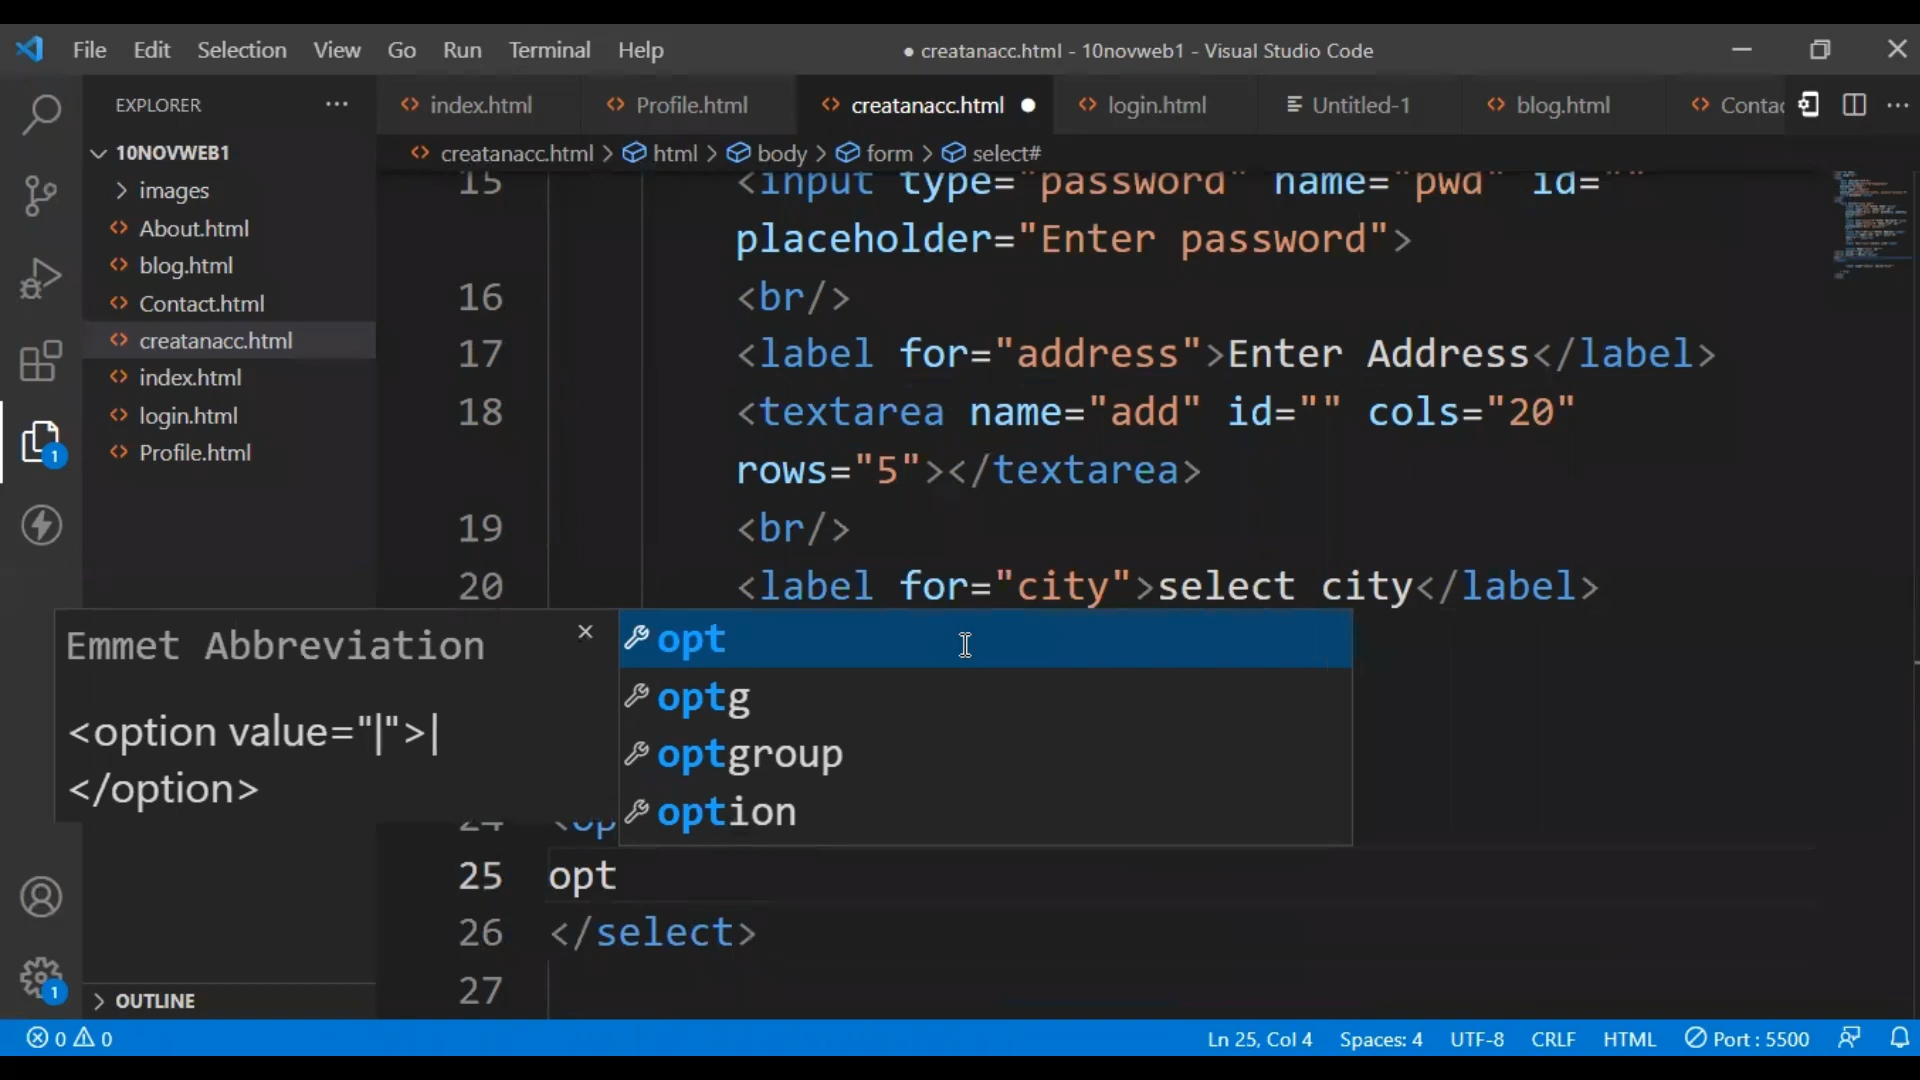 File Edit Selection View Go Run Terminal Help
● creatanacc.html - 10novweb1 - Visual Studio Code
EXPLORER
index.html
Profile.html
creatanacc.html
login.html
Untitled-1
blog.html
Contac
creatanacc.html > html > body > form > select#
10NOVWEB1
images
About.html
blog.html
Contact.html
creatanacc.html
index.html
login.html
Profile.html
15 <input type="password" name="pwd" id=""
placeholder="Enter password">
16 <br/>
17 <label for="address">Enter Address</label>
18 <textarea name="add" id="" cols="20"
rows="5"></textarea>
19 <br/>
20 <label for="city">select city</label>
Emmet Abbreviation
<option value="|">|
</option>
opt
optg
optgroup
option
24 <op
25 opt
26 </select>
27
1
1
OUTLINE
0 0
Ln 25, Col 4 Spaces: 4 UTF-8 CRLF HTML Port : 5500